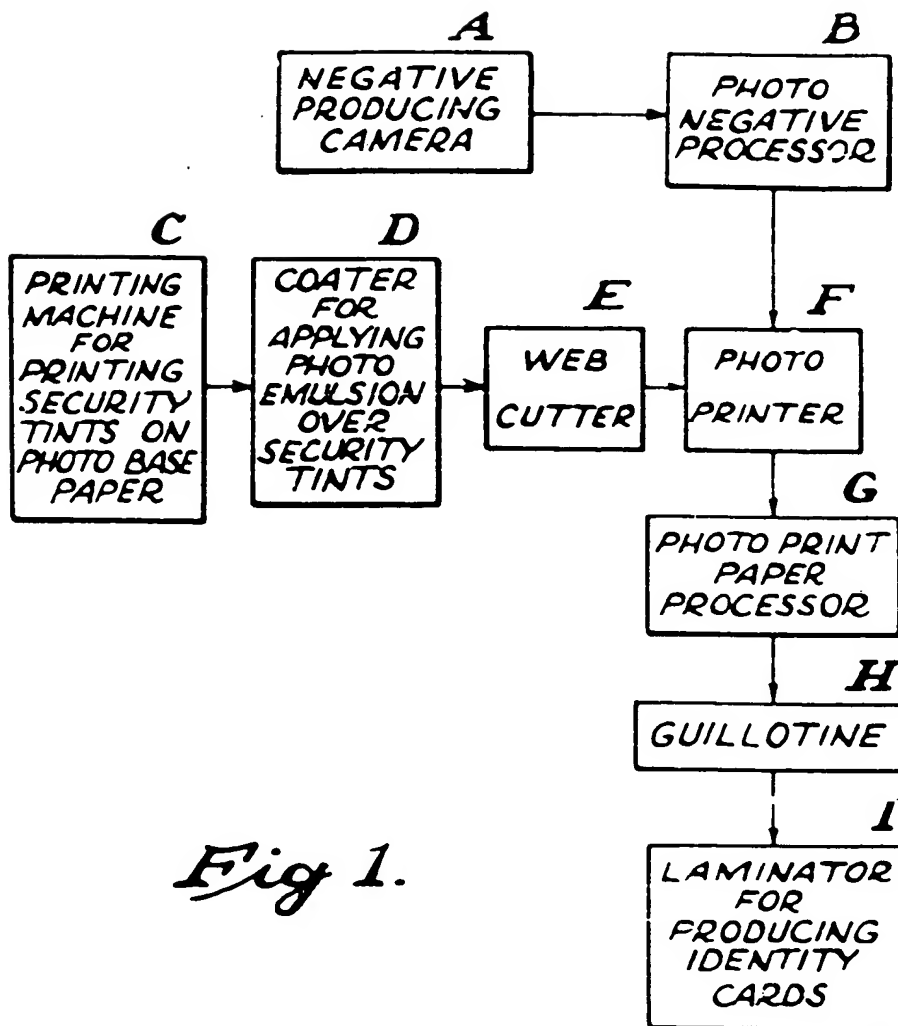 A
NEGATIVE
PRODUCING
CAMERA
B
PHOTO
NEGATIVE
PROCESSOR
C
PRINTING
MACHINE
FOR
PRINTING
SECURITY
TINTS ON
PHOTO BASE
PAPER
D
COATER
FOR
APPLYING
PHOTO
EMULSION
OVER
SECURITY
TINTS
E
WEB
CUTTER
F
PHOTO
PRINTER
G
PHOTO PRINT
PAPER
PROCESSOR
H
GUILLOTINE
I
LAMINATOR
FOR
PRODUCING
IDENTITY
CARDS
Fig 1.